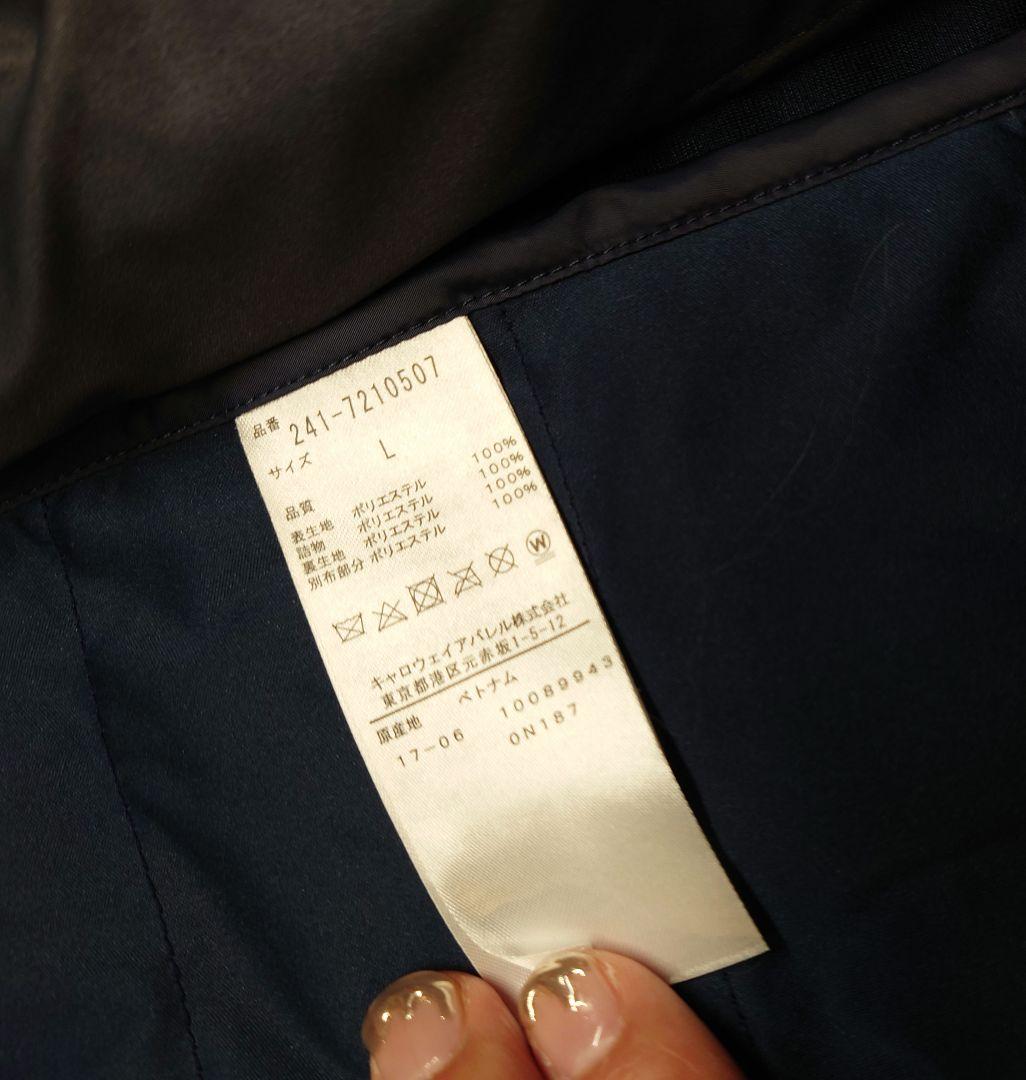 品番 241-7210507
サイズ L
品質
表生地 ポリエステル 100%
詰物 ポリエステル 100%
裏生地 ポリエステル 100%
別布部分 ポリエステル 100%
W
キャロウェイアパレル株式会社
東京都港区元赤坂1-5-12
原産地 ベトナム
17-06 10089943
0N187